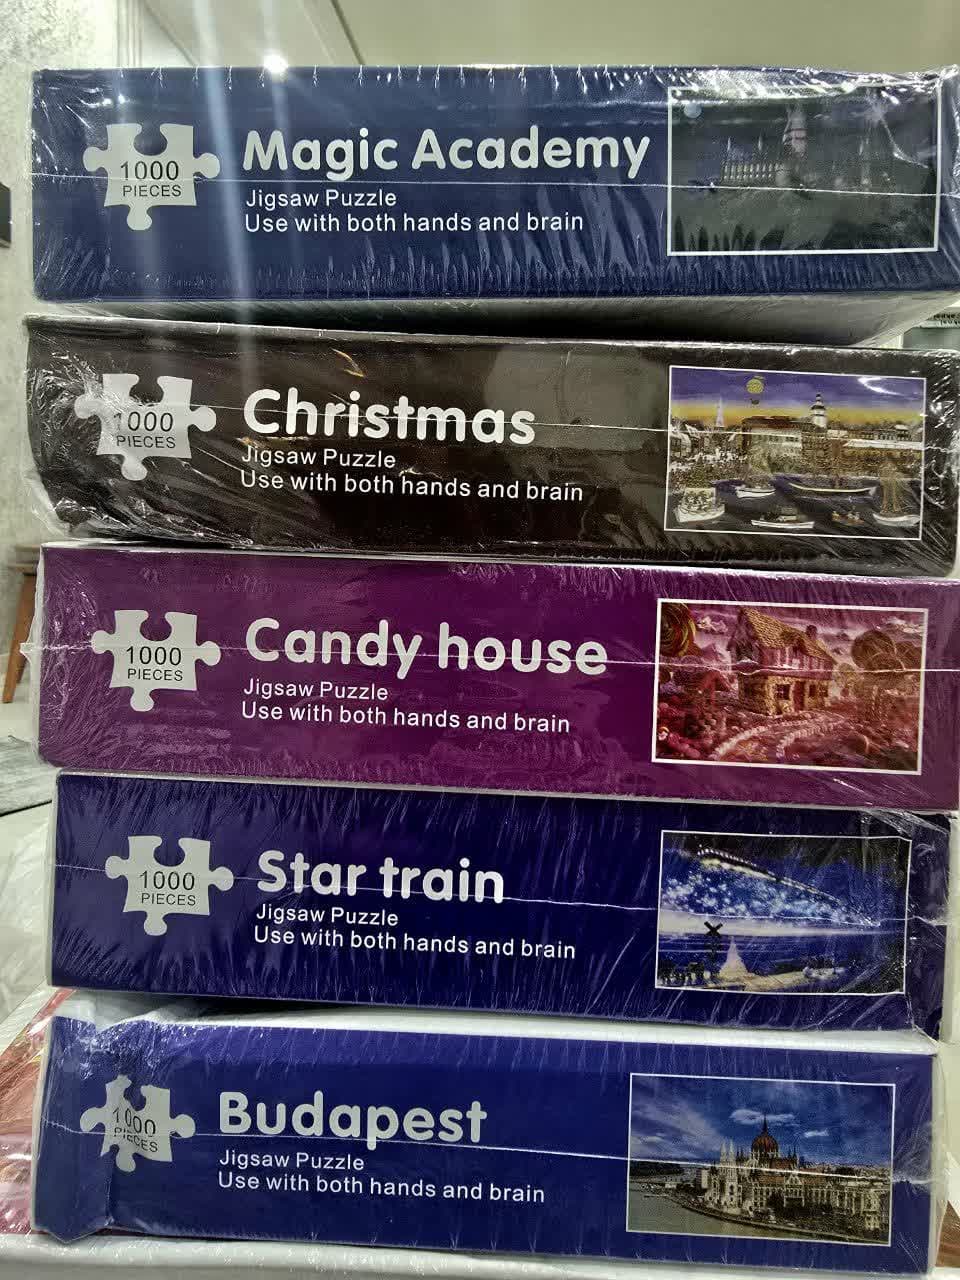 1000
PIECES
Magic Academy
Jigsaw Puzzle
Use with both hands and brain
1000
PIECES
Christmas
Jigsaw Puzzle
Use with both hands and brain
1000
PIECES
Candy house
Jigsaw Puzzle
Use with both hands and brain
1000
PIECES
Star train
Jigsaw Puzzle
Use with both hands and brain
1000
PIECES
Budapest
Jigsaw Puzzle
Use with both hands and brain